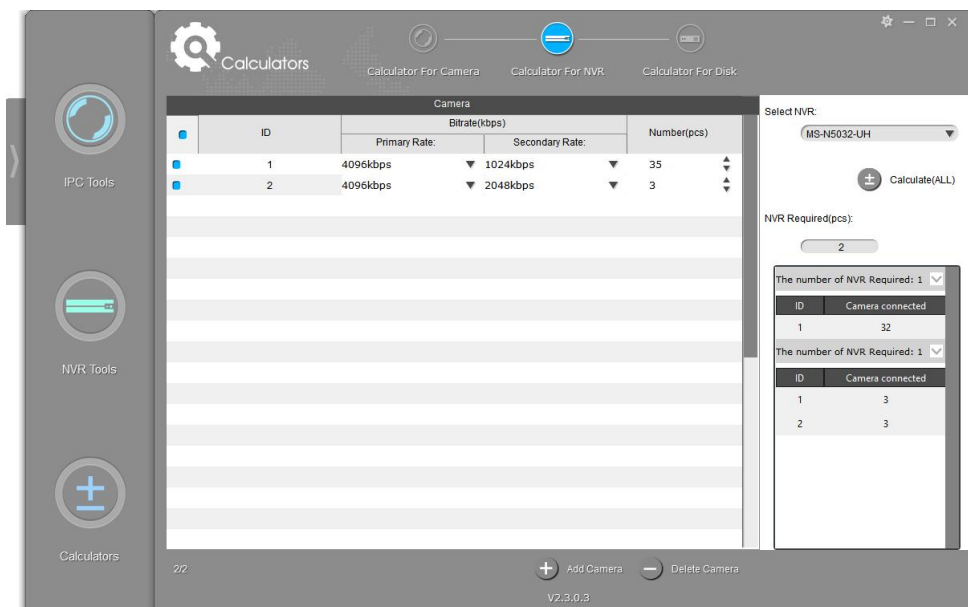 Calculators
Calculator For Camera
Calculator For NVR
Calculator For Disk
IPC Tools
NVR Tools
Calculators
Camera
ID
Bitrate(kbps)
Number(pcs)
Primary Rate:
Secondary Rate:
1 4096kbps 1024kbps 35
2 4096kbps 2048kbps 3
Select NVR:
MS-N5032-UH
Calculate(ALL)
NVR Required(pcs):
2
The number of NVR Required: 1
ID Camera connected
1 32
The number of NVR Required: 1
ID Camera connected
1 3
2 3
2/2
Add Camera
Delete Camera
V2.3.0.3